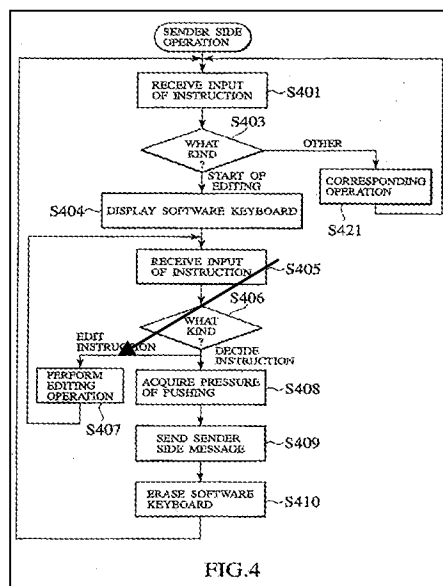 SENDER SIDE
OPERATION
RECEIVE INPUT
OF INSTRUCTION
S401
S403
WHAT
KIND
?
OTHER
START OF
EDITING
CORRESPONDING
OPERATION
S421
S404
DISPLAY SOFTWARE KEYBOARD
RECEIVE INPUT
OF INSTRUCTION
S405
S406
WHAT
KIND
?
EDIT
INSTRUCTION
DECIDE
INSTRUCTION
PERFORM
EDITING
OPERATION
S407
ACQUIRE PRESSURE
OF PUSHING
S408
SEND SENDER
SIDE MESSAGE
S409
ERASE SOFTWARE
KEYBOARD
S410
FIG.4